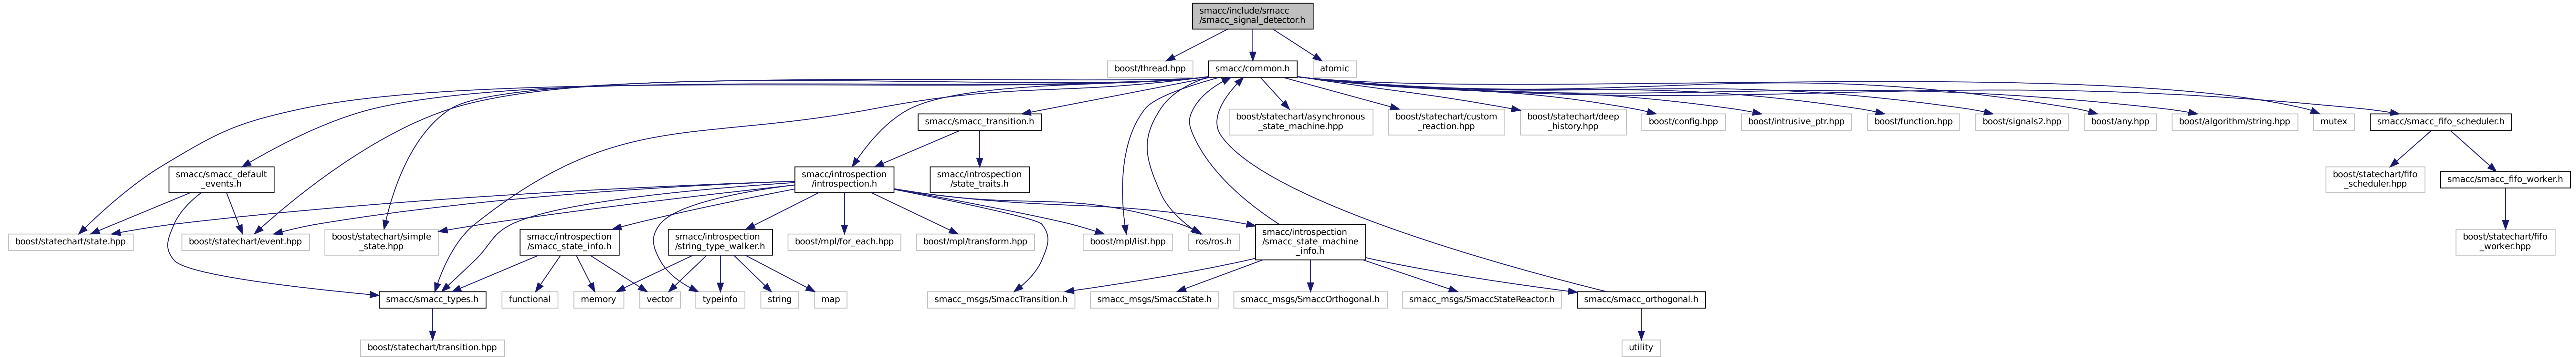 smacc/include/smacc
/smacc_signal_detector.h
boost/thread.hpp
smacc/common.h
atomic
smacc/smacc_transition.h
boost/statechart/asynchronous
_state_machine.hpp
boost/statechart/custom
_reaction.hpp
boost/statechart/deep
_history.hpp
boost/config.hpp
boost/intrusive_ptr.hpp
boost/function.hpp
boost/signals2.hpp
boost/any.hpp
boost/algorithm/string.hpp
mutex
smacc/smacc_fifo_scheduler.h
smacc/smacc_default
_events.h
smacc/introspection
/introspection.h
smacc/introspection
/state_traits.h
boost/statechart/fifo
_scheduler.hpp
smacc/smacc_fifo_worker.h
boost/statechart/state.hpp
boost/statechart/event.hpp
boost/statechart/simple
_state.hpp
smacc/introspection
/smacc_state_info.h
smacc/introspection
/string_type_walker.h
boost/mpl/for_each.hpp
boost/mpl/transform.hpp
boost/mpl/list.hpp
ros/ros.h
smacc/introspection
/smacc_state_machine
_info.h
boost/statechart/fifo
_worker.hpp
smacc/smacc_types.h
functional
memory
vector
typeinfo
string
map
smacc_msgs/SmaccTransition.h
smacc_msgs/SmaccState.h
smacc_msgs/SmaccOrthogonal.h
smacc_msgs/SmaccStateReactor.h
smacc/smacc_orthogonal.h
boost/statechart/transition.hpp
utility